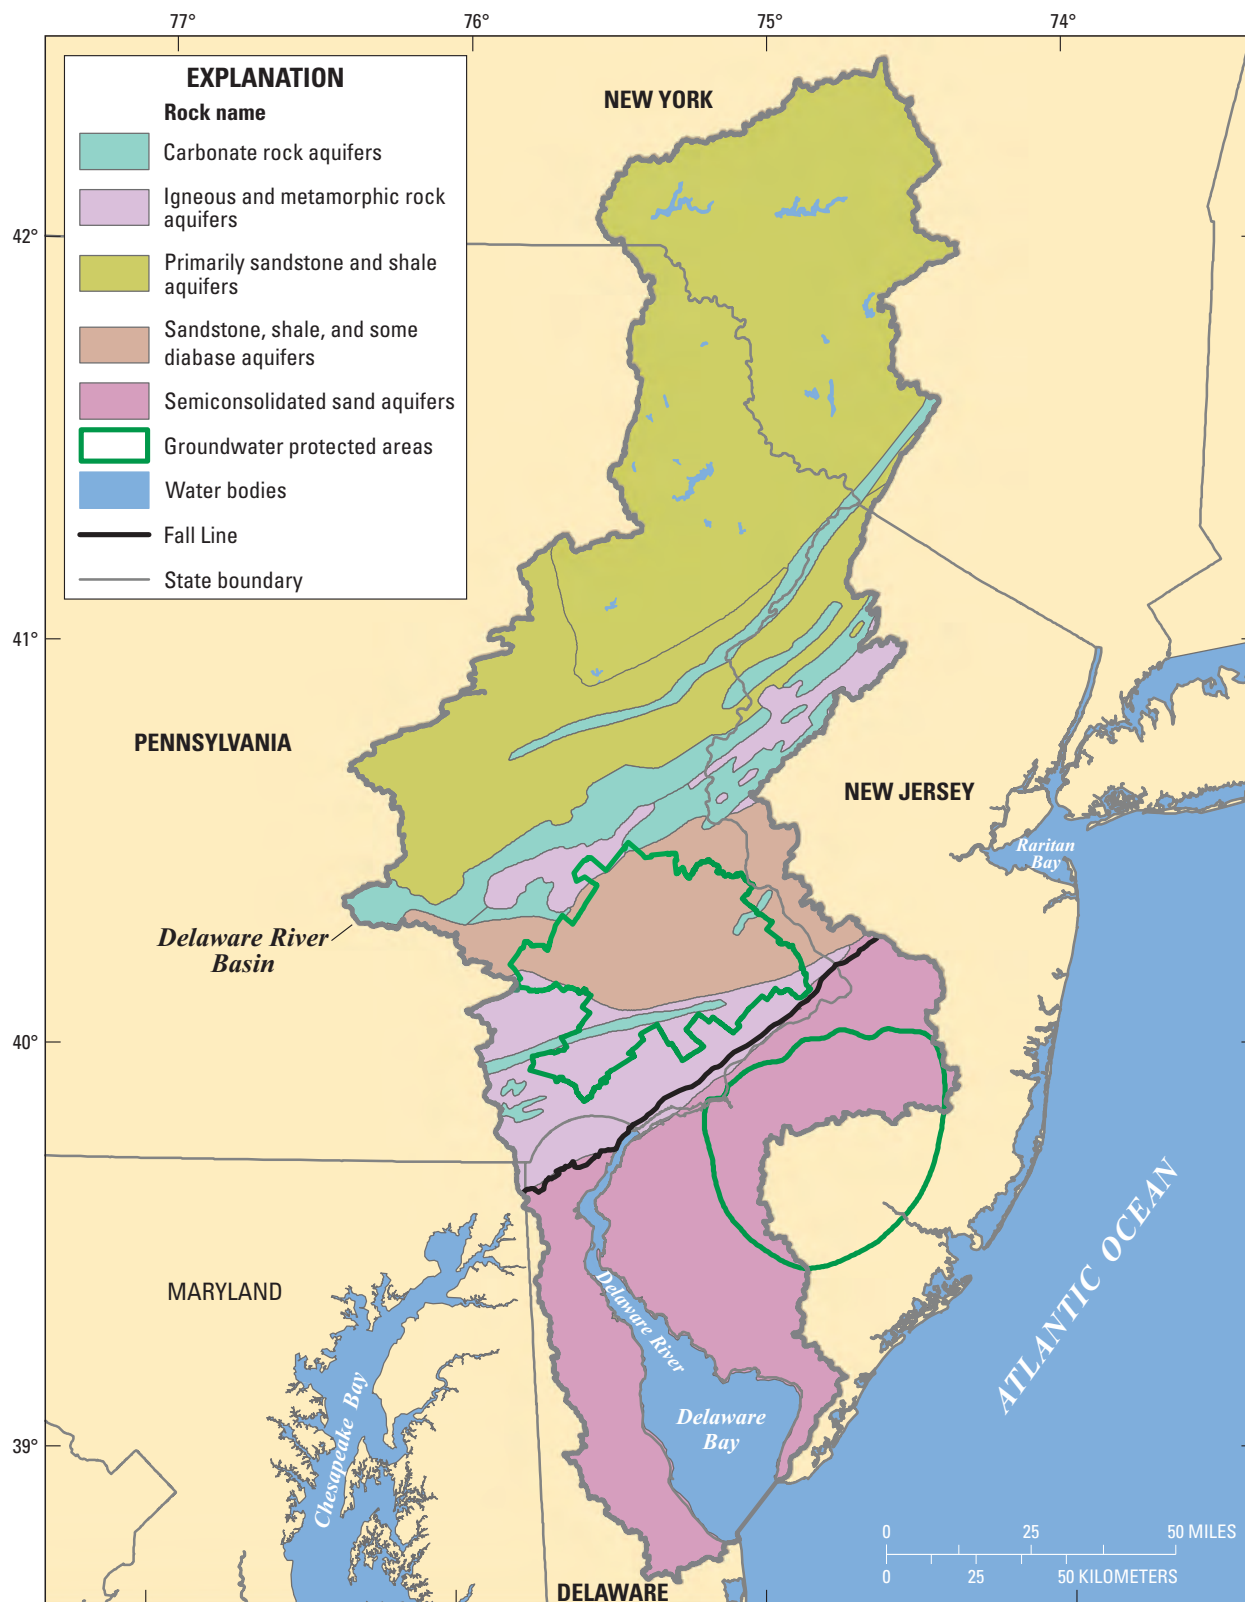 77°
76°
75°
74°
EXPLANATION
Rock name
Carbonate rock aquifers
Igneous and metamorphic rock
aquifers
Primarily sandstone and shale
aquifers
Sandstone, shale, and some
diabase aquifers
Semiconsolidated sand aquifers
Groundwater protected areas
Water bodies
Fall Line
State boundary
NEW YORK
42°
41°
PENNSYLVANIA
NEW JERSEY
Raritan
Bay
Delaware River
Basin
40°
MARYLAND
Delaware River
ATLANTIC OCEAN
Chesapeake Bay
Delaware
Bay
39°
0
25
50 MILES
0
25
50 KILOMETERS
DELAWARE